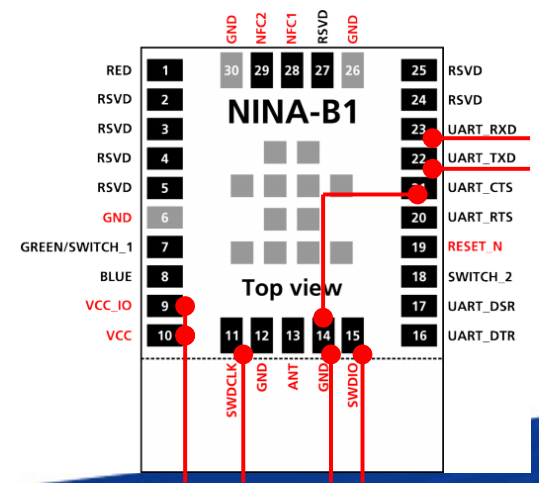 GND NFC2 NFC1 RSVD GND
30 29 28 27 26
RED 1 25 RSVD
RSVD 2 24 RSVD
NINA-B1
RSVD 3 23 UART_RXD
RSVD 4 22 UART_TXD
RSVD 5 UART_CTS
GND 6 20 UART_RTS
GREEN/SWITCH_1 7 19 RESET_N
BLUE 8 18 SWITCH_2
Top view
VCC_IO 9 17 UART_DSR
VCC 10 16 UART_DTR
11 12 13 14 15
SWDCLK GND ANT GND SWDIO